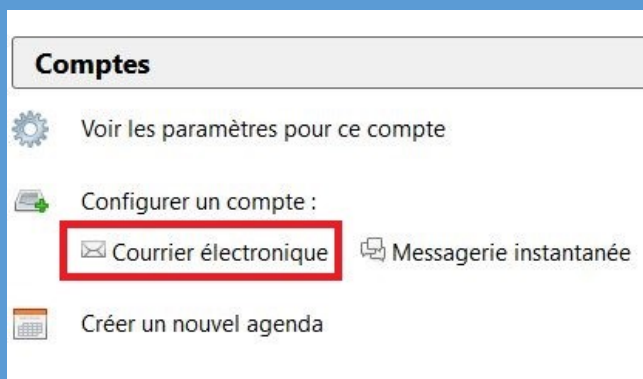 Comptes
Voir les paramètres pour ce compte
Configurer un compte :
Courrier électronique Messagerie instantanée
Créer un nouvel agenda